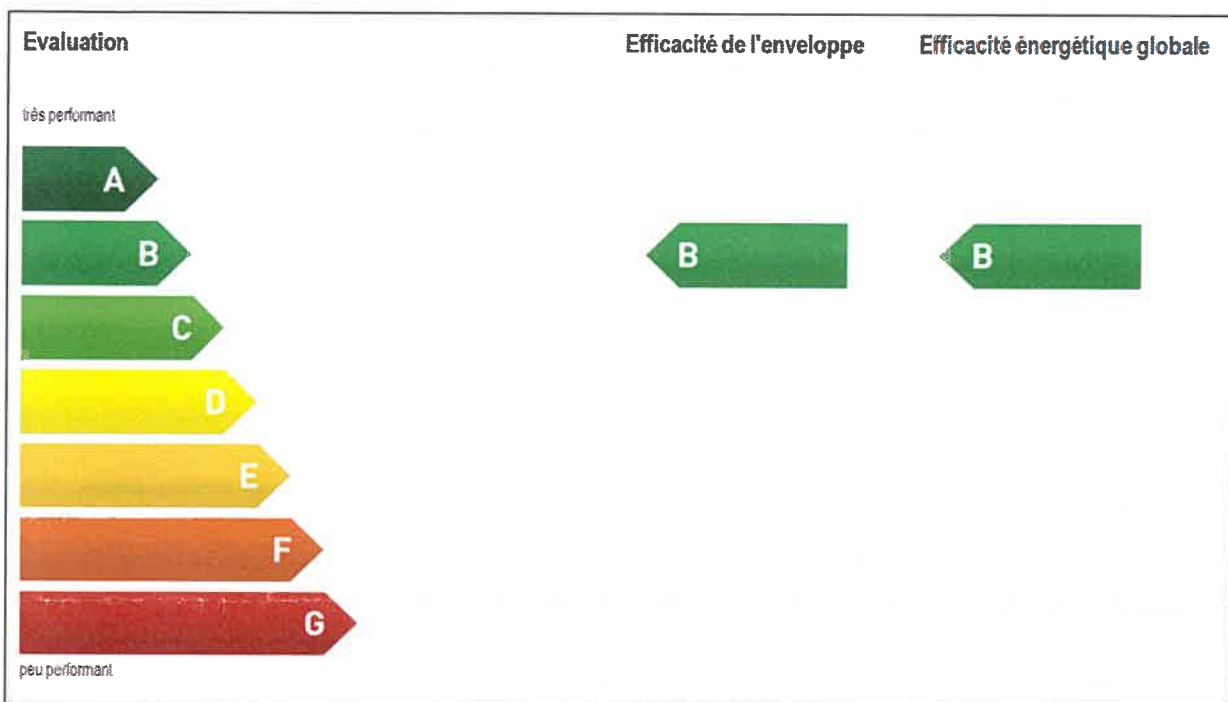 Evaluation Efficacité de l'enveloppe Efficacité énergétique globale
très performant
A
B B B
C
D
E
F
G
peu performant